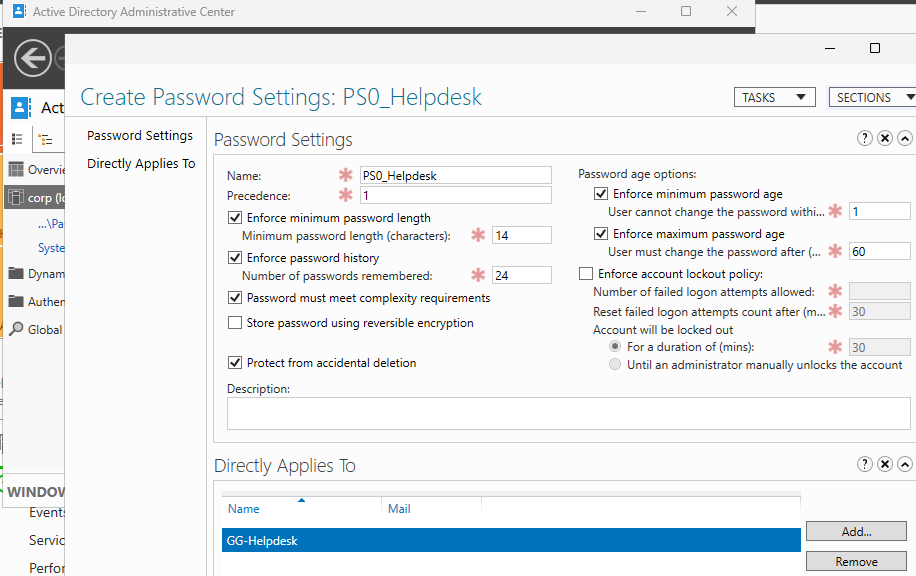 Active Directory Administrative Center
Create Password Settings: PS0_Helpdesk
TASKS
SECTIONS
Act
Overvie
corp (lo
...\Pa
Syste
Dynam
Authen
Global
WINDOW
Events
Servic
Perfor
Password Settings
Directly Applies To
Password Settings
Name: * PS0_Helpdesk
Precedence: * 1
Enforce minimum password length
Minimum password length (characters): * 14
Enforce password history
Number of passwords remembered: * 24
Password must meet complexity requirements
Store password using reversible encryption
Protect from accidental deletion
Description:
Password age options:
Enforce minimum password age
User cannot change the password withi... * 1
Enforce maximum password age
User must change the password after (... * 60
Enforce account lockout policy:
Number of failed logon attempts allowed: *
Reset failed logon attempts count after (m... * 30
Account will be locked out
For a duration of (mins): * 30
Until an administrator manually unlocks the account
Directly Applies To
Name Mail
GG-Helpdesk
Add...
Remove